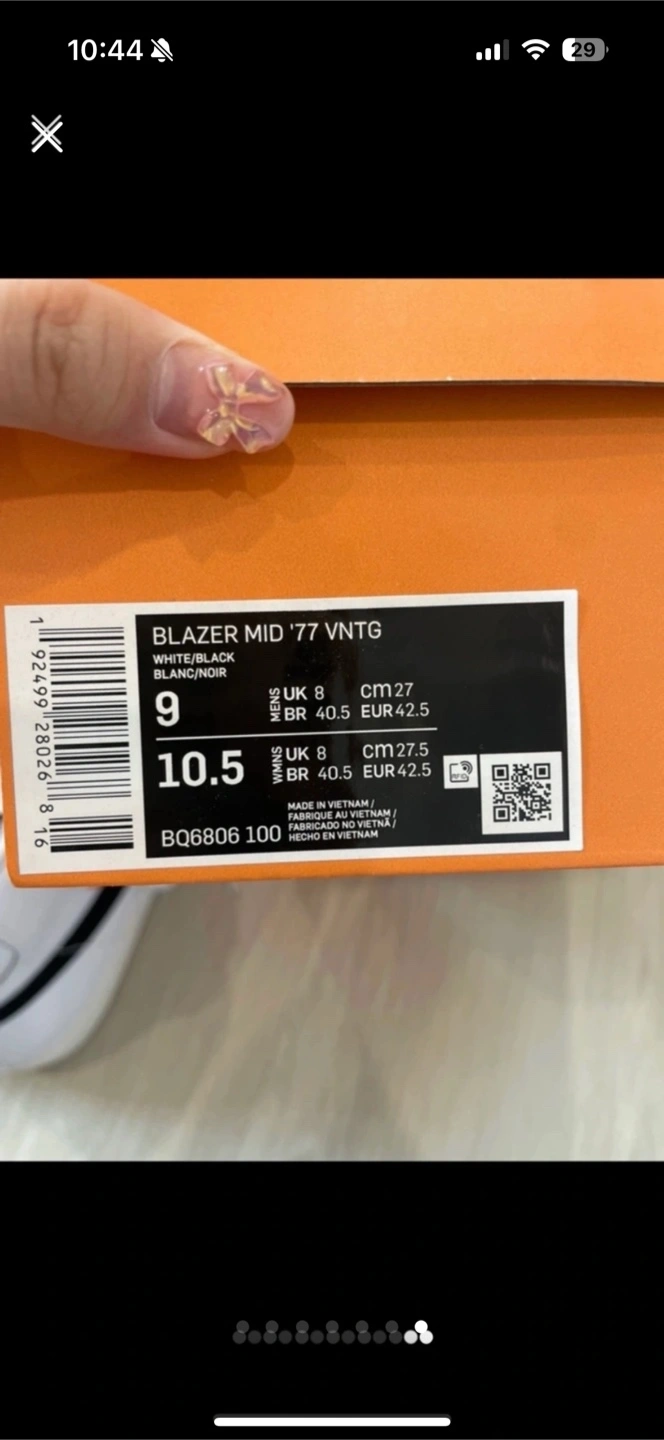 10:44
29
BLAZER MID '77 VNTG
WHITE/BLACK
BLANC/NOIR
9
MENS
UK 8 cm 27
BR 40.5 EUR 42.5
10.5
WMNS
UK 8 cm 27.5
BR 40.5 EUR 42.5
RFID
BQ6806 100
MADE IN VIETNAM /
FABRIQUE AU VIETNAM /
FABRICADO NO VIETNÃ /
HECHO EN VIETNAM
1 92499 28026 8 16